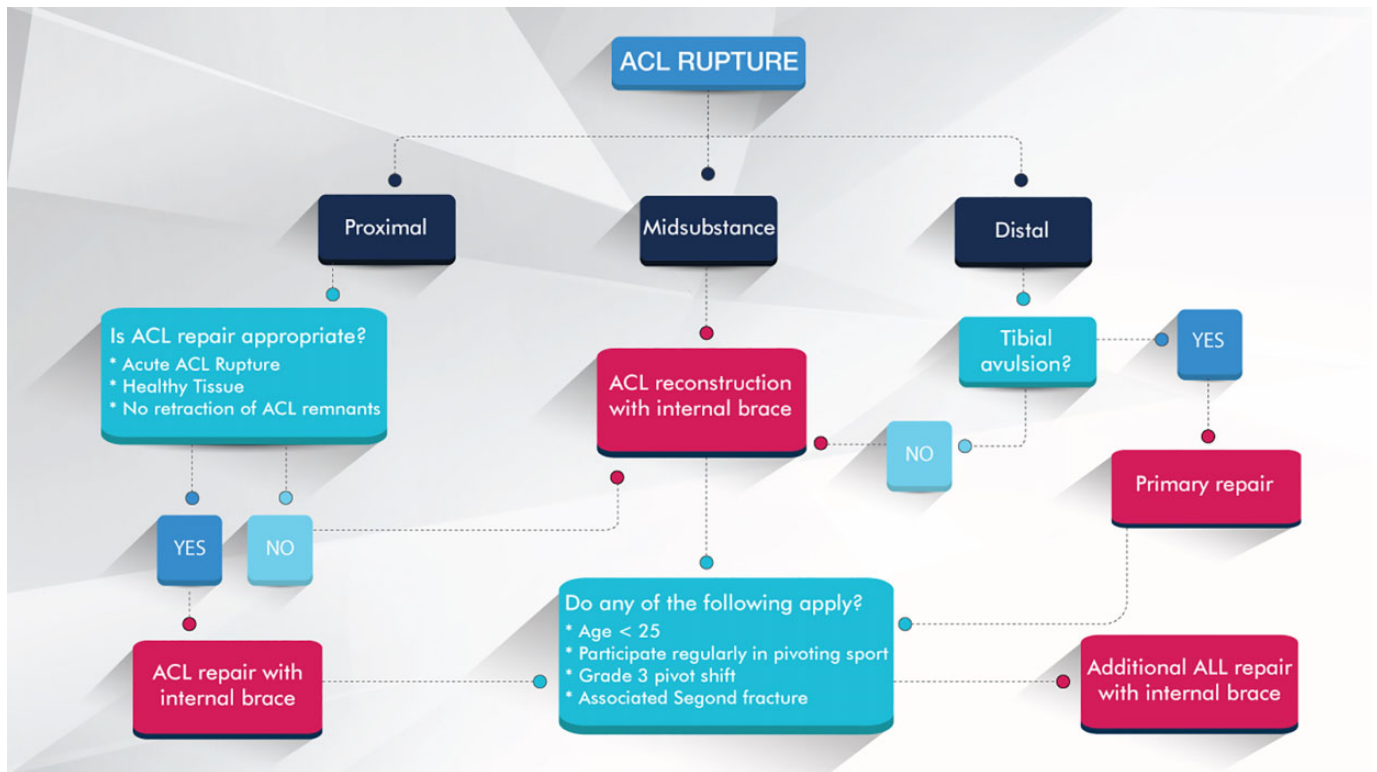 ACL RUPTURE
Proximal
Midsubstance
Distal
Is ACL repair appropriate?
* Acute ACL Rupture
* Healthy Tissue
* No retraction of ACL remnants
ACL reconstruction
with internal brace
Tibial
avulsion?
YES
NO
Primary repair
YES
NO
ACL repair with
internal brace
Do any of the following apply?
* Age < 25
* Participate regularly in pivoting sport
* Grade 3 pivot shift
* Associated Segond fracture
Additional ALL repair
with internal brace